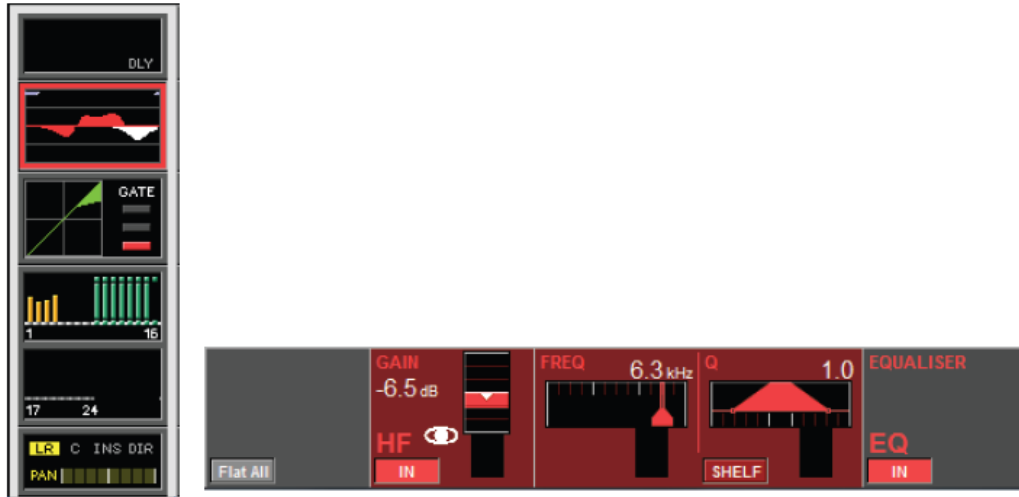 DLY
GATE
1 16
17 24
LR C INS DIR
PAN
Flat All
GAIN
-6.5 dB
HF
IN
FREQ
6.3 kHz
Q
1.0
SHELF
EQUALISER
EQ
IN